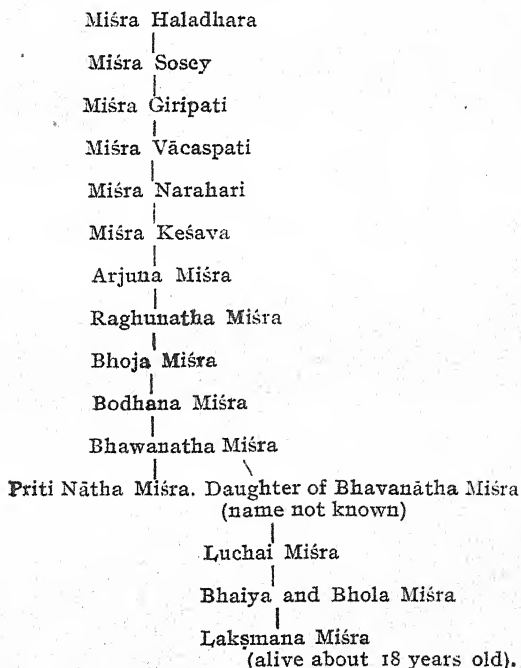 Miśra Haladhara
Miśra Sosey
Miśra Giripati
Miśra Vācaspati
Miśra Narahari
Miśra Keśava
Arjuna Miśra
Raghunatha Miśra
Bhoja Miśra
Bodhana Miśra
Bhawanatha Miśra
Priti Nātha Miśra. Daughter of Bhavanātha Miśra
(name not known)
Luchai Miśra
Bhaiya and Bhola Miśra
Lakṣmana Miśra
(alive about 18 years old).